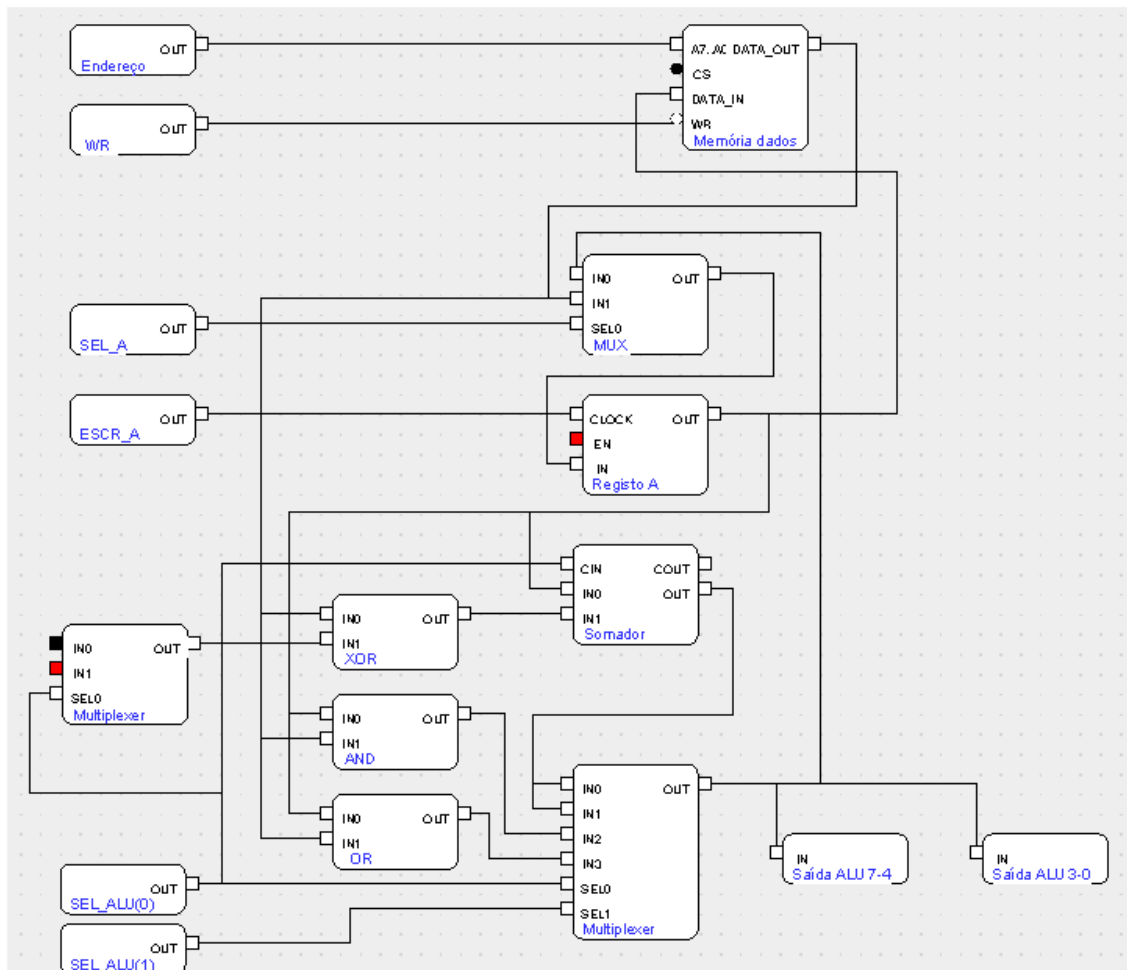 OUT
Endereço
OUT
WR
A7..A0 DATA_OUT
CS
DATA_IN
WR
Memória dados
OUT
SEL_A
IN0 OUT
IN1
SEL0
MUX
OUT
ESCR_A
CLOCK OUT
EN
IN
Registo A
CIN COUT
IN0 OUT
IN1
Somador
IN0 OUT
IN1
XOR
IN0 OUT
IN1
SEL0
Multiplexer
IN0 OUT
IN1
AND
IN0 OUT
IN1
OR
IN0 OUT
IN1
IN2
IN3
SEL0
SEL1
Multiplexer
IN
Saída ALU 7-4
IN
Saída ALU 3-0
OUT
SEL_ALU(0)
OUT
SEL_ALU(1)